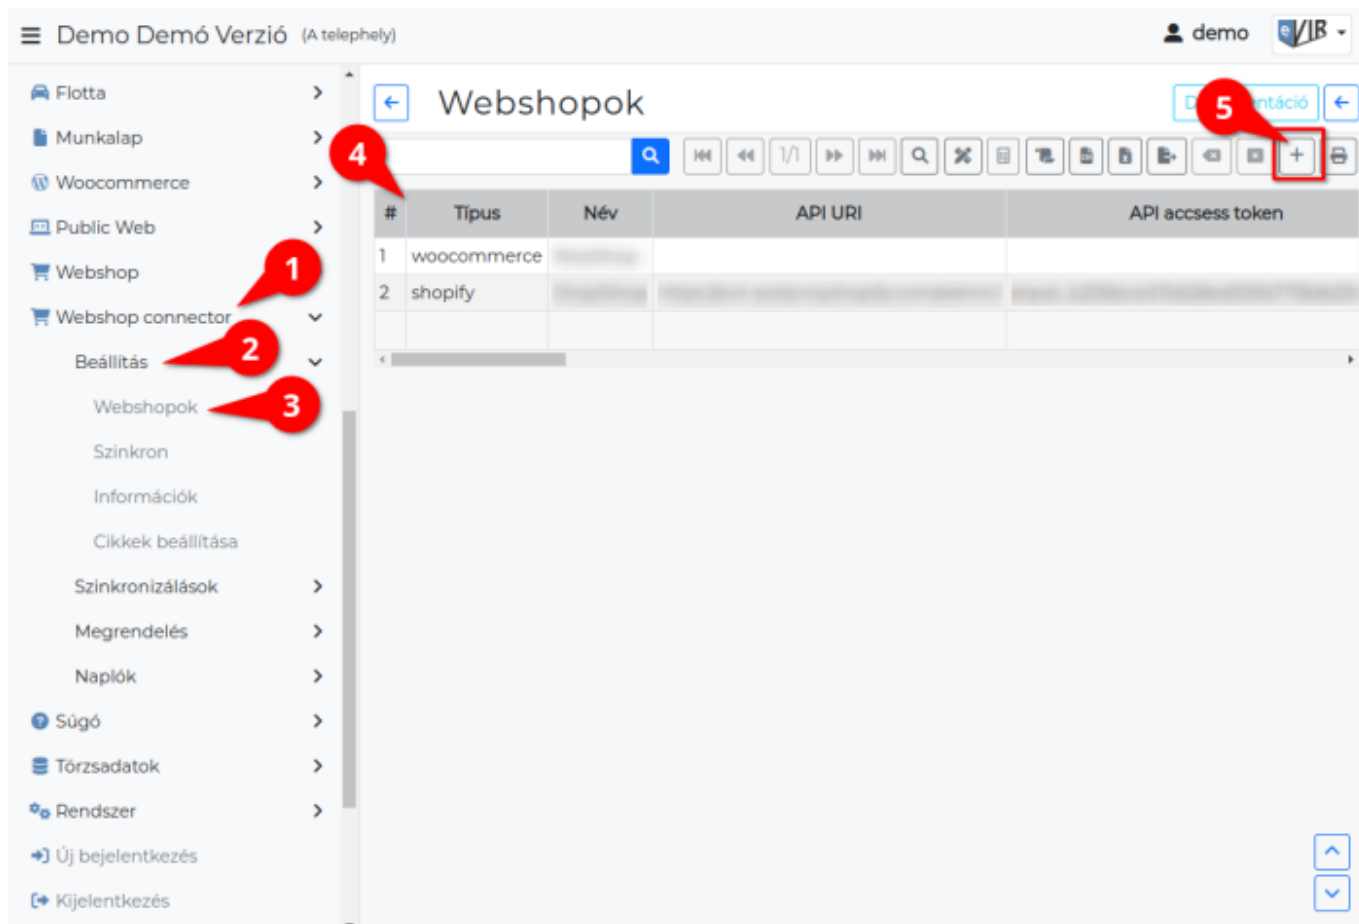 Demo Demó Verzió (A telephely)
demo
eVIR
Flotta
Munkalap
Woocommerce
Public Web
Webshop
1
Webshop connector
Beállítás
2
Webshopok
3
Szinkron
Információk
Cikkek beállítása
Szinkronizálások
Megrendelés
Naplók
Súgó
Törzsadatok
Rendszer
Új bejelentkezés
Kijelentkezés
Webshopok
5
4
1/1
# Típus Név API URI API accsess token
1 woocommerce
2 shopify